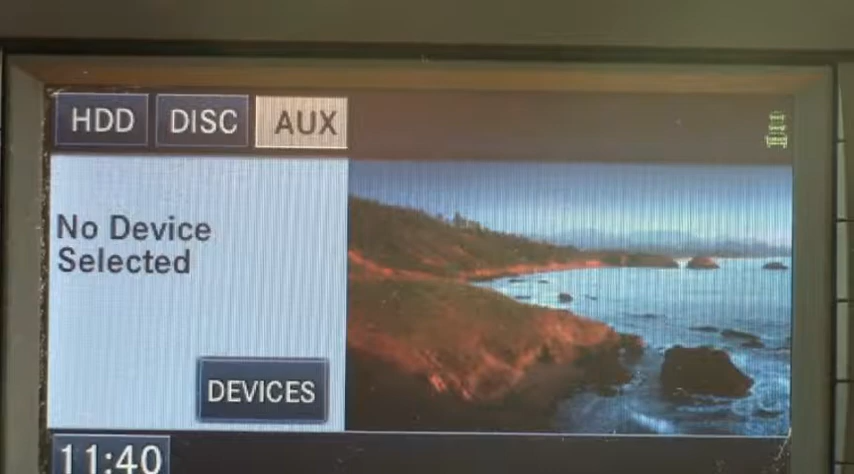 HDD DISC AUX
No Device
Selected
DEVICES
11:40